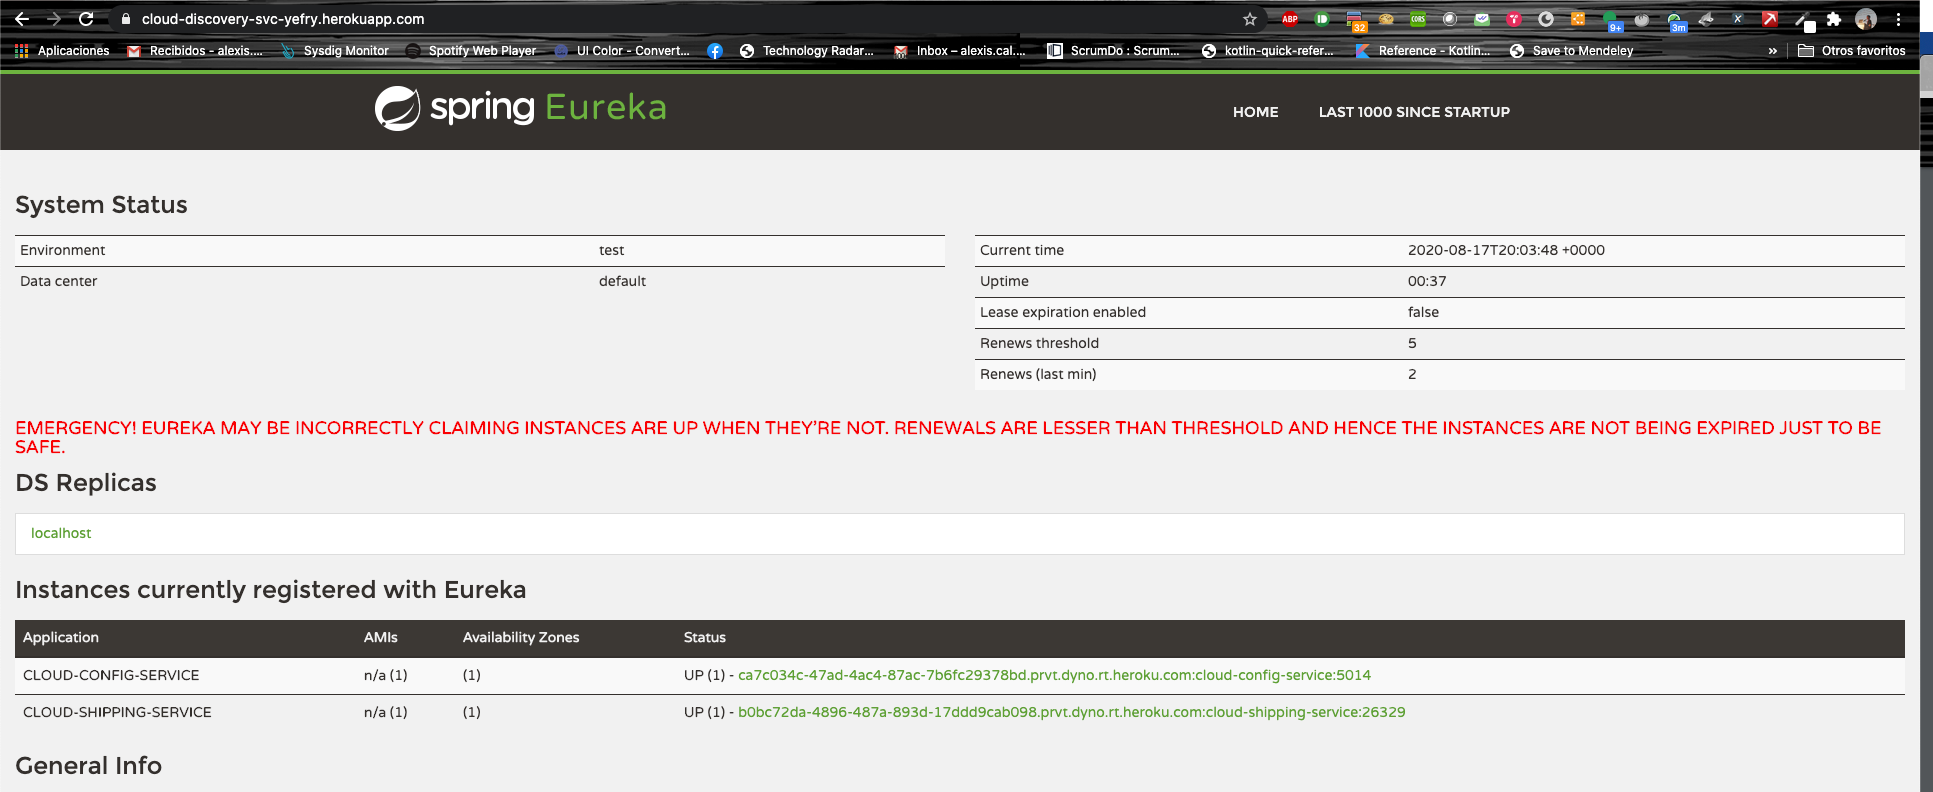 cloud-discovery-svc-yefry.herokuapp.com
ABP
32
CORS
9+
3m
Aplicaciones
Recibidos - alexis....
Sysdig Monitor
Spotify Web Player
UI Color - Convert...
Technology Radar...
Inbox – alexis.cal....
ScrumDo : Scrum...
kotlin-quick-refer...
Reference - Kotlin...
Save to Mendeley
»
Otros favoritos
spring Eureka
HOME
LAST 1000 SINCE STARTUP
System Status
Environment test
Data center default
Current time 2020-08-17T20:03:48 +0000
Uptime 00:37
Lease expiration enabled false
Renews threshold 5
Renews (last min) 2
EMERGENCY! EUREKA MAY BE INCORRECTLY CLAIMING INSTANCES ARE UP WHEN THEY'RE NOT. RENEWALS ARE LESSER THAN THRESHOLD AND HENCE THE INSTANCES ARE NOT BEING EXPIRED JUST TO BE
SAFE.
DS Replicas
localhost
Instances currently registered with Eureka
Application AMIs Availability Zones Status
CLOUD-CONFIG-SERVICE n/a (1) (1) UP (1) - ca7c034c-47ad-4ac4-87ac-7b6fc29378bd.prvt.dyno.rt.heroku.com:cloud-config-service:5014
CLOUD-SHIPPING-SERVICE n/a (1) (1) UP (1) - b0bc72da-4896-487a-893d-17ddd9cab098.prvt.dyno.rt.heroku.com:cloud-shipping-service:26329
General Info